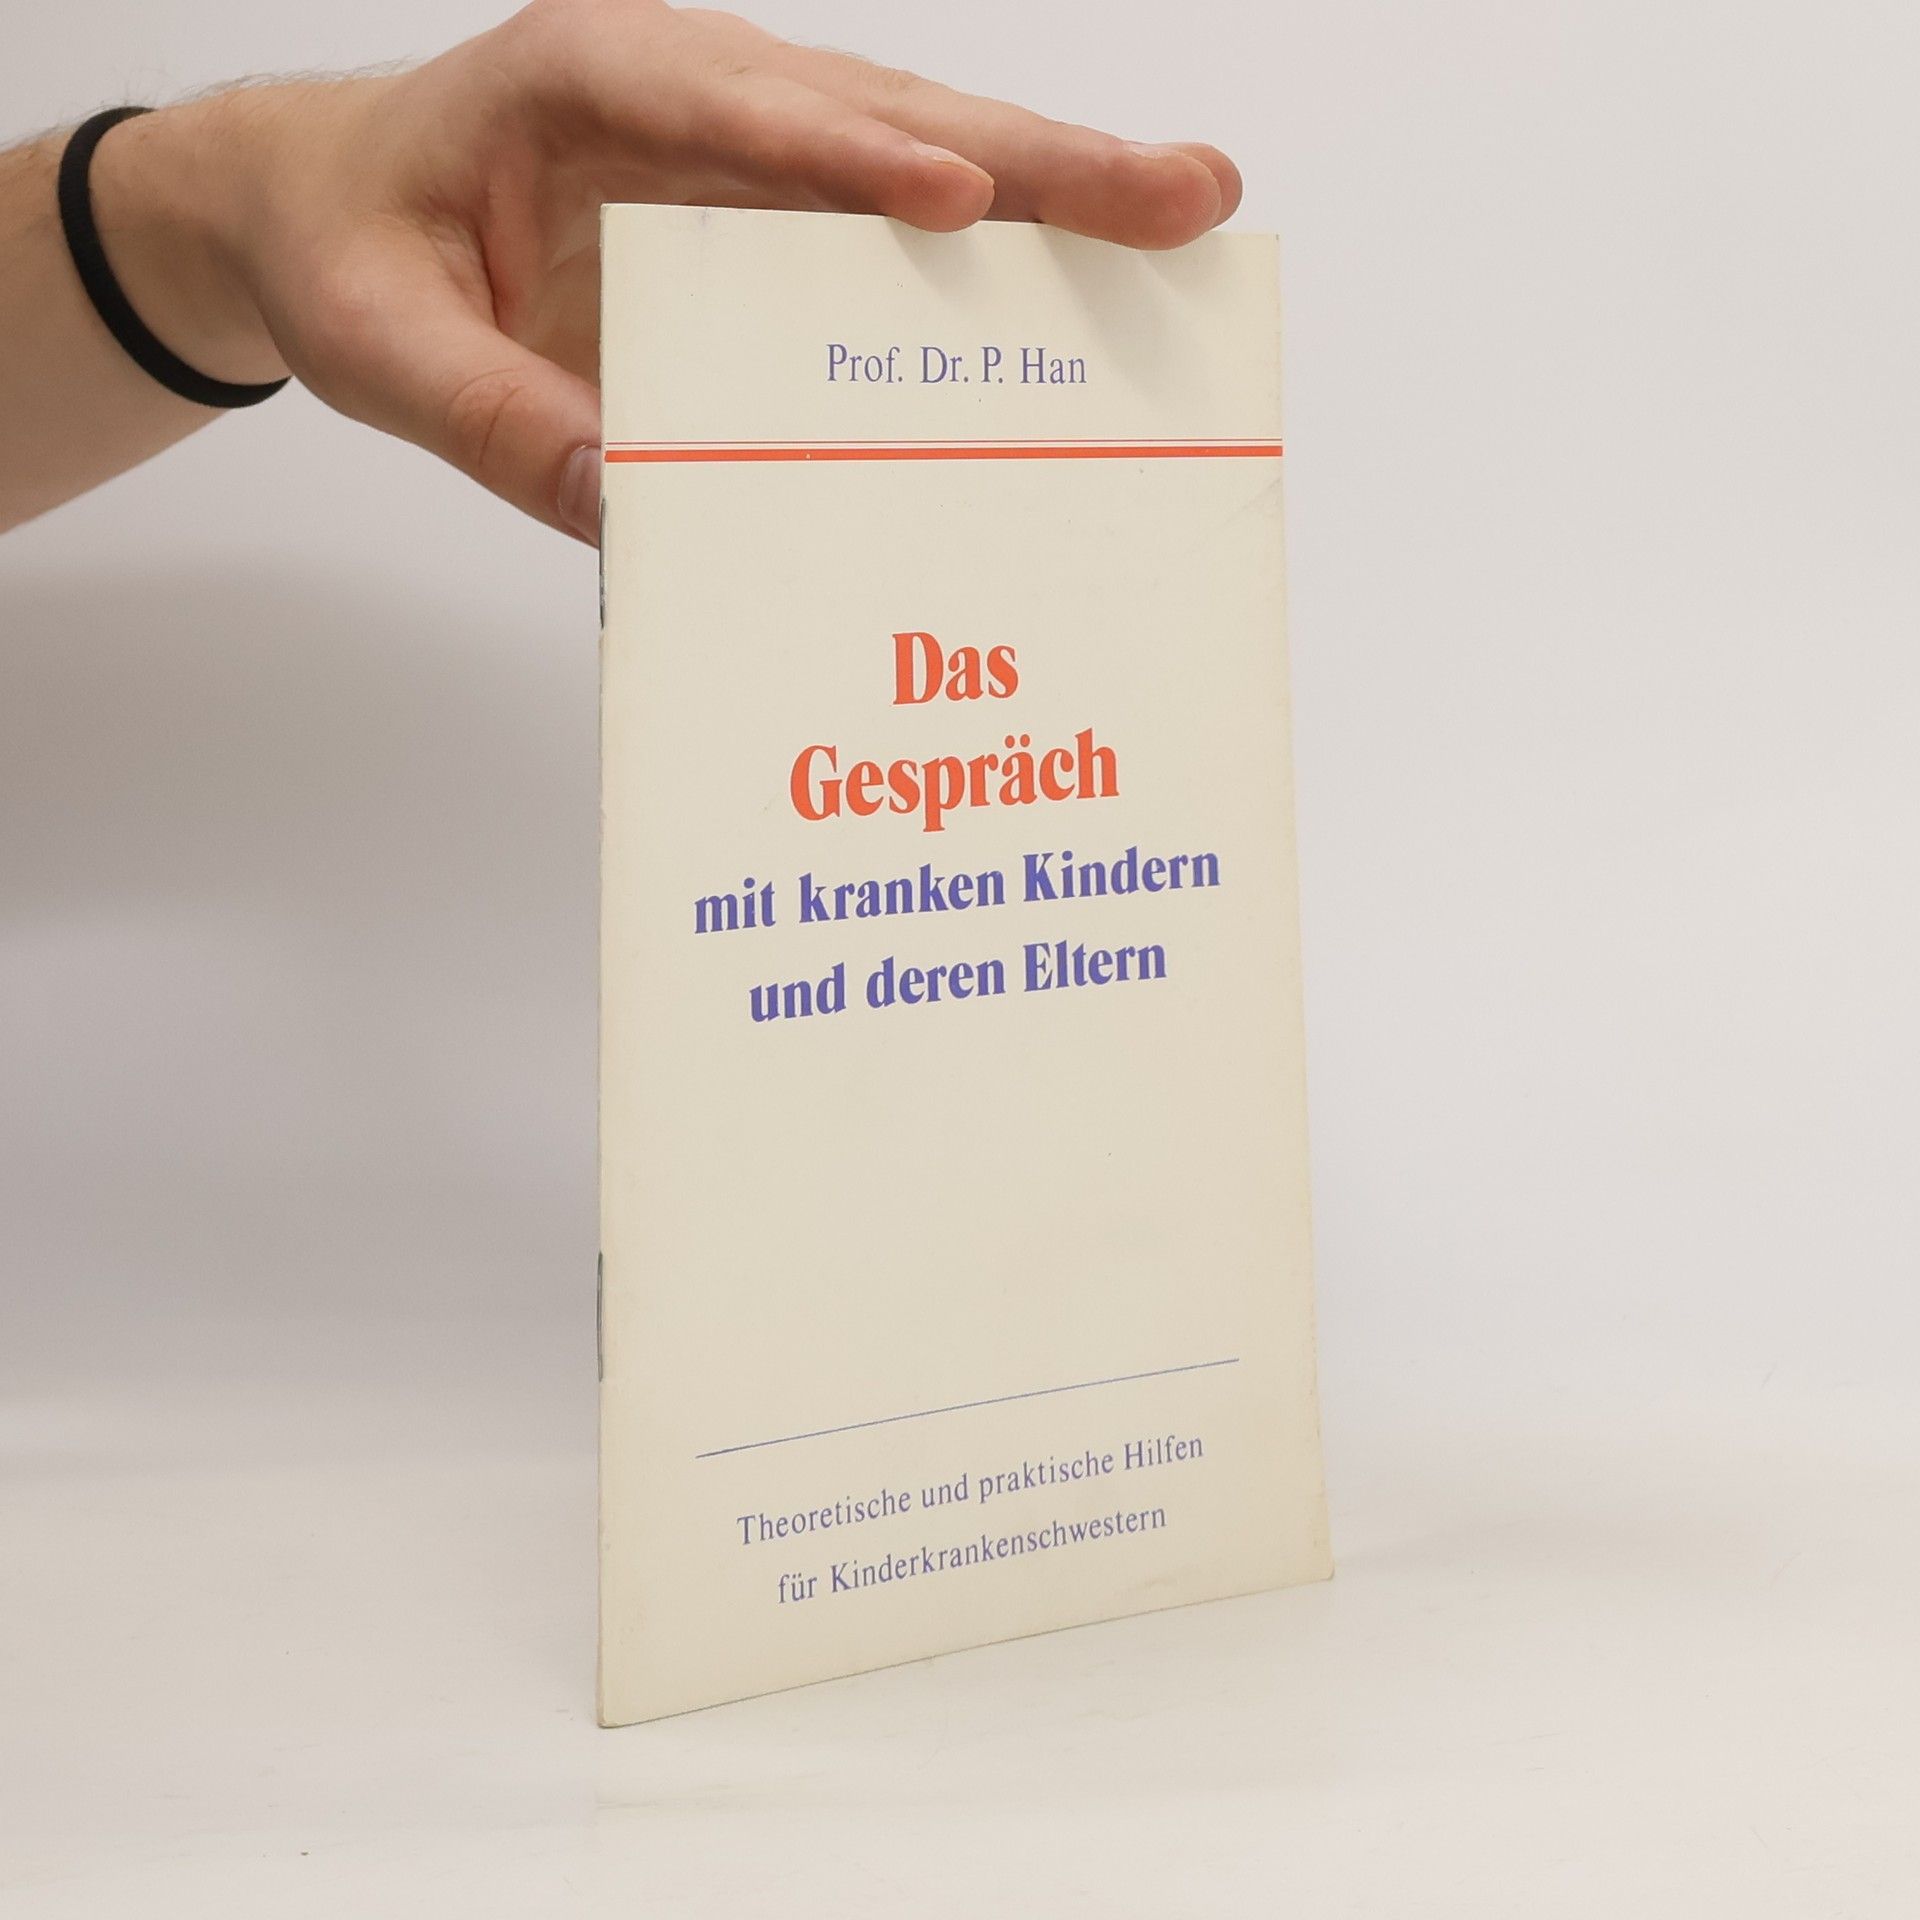 Prof. Dr. P. Han
Das
Gespräch
mit kranken Kindern
und deren Eltern
Theoretische und praktische Hilfen
für Kinderkrankenschwestern